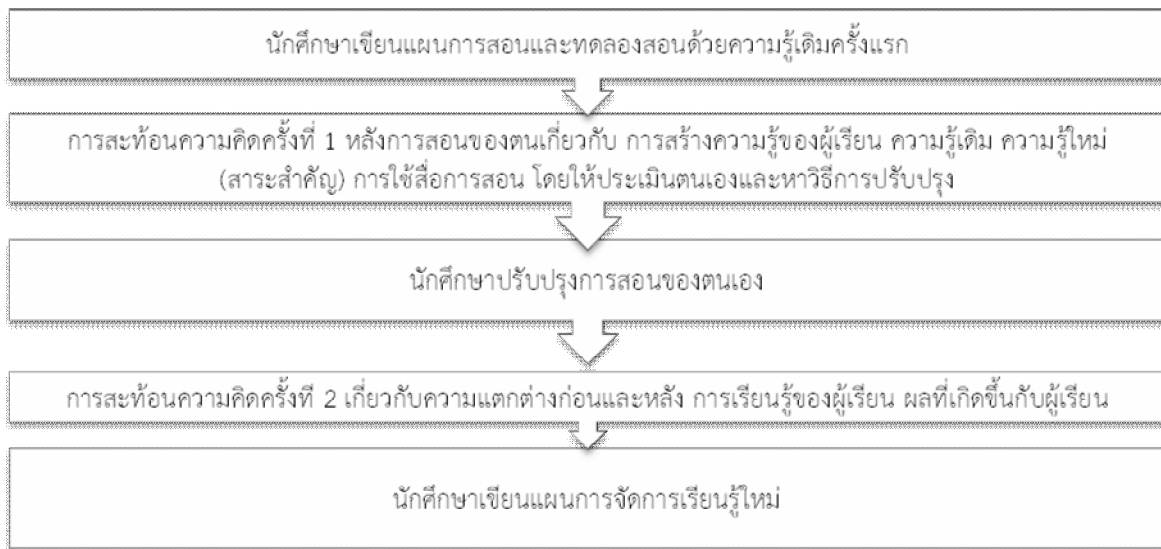 นักศึกษาเขียนแผนการสอนและทดลองสอนด้วยความรู้เดิมครั้งแรก
การสะท้อนความคิดครั้งที่ 1 หลังการสอนของตนเกี่ยวกับ การสร้างความรู้ของผู้เรียน ความรู้เดิม ความรู้ใหม่
(สาระสำคัญ) การใช้สื่อการสอน โดยให้ประเมินตนเองและหาวิธีการปรับปรุง
นักศึกษาปรับปรุงการสอนของตนเอง
การสะท้อนความคิดครั้งที 2 เกี่ยวกับความแตกต่างก่อนและหลัง การเรียนรู้ของผู้เรียน ผลที่เกิดขึ้นกับผู้เรียน
นักศึกษาเขียนแผนการจัดการเรียนรู้ใหม่